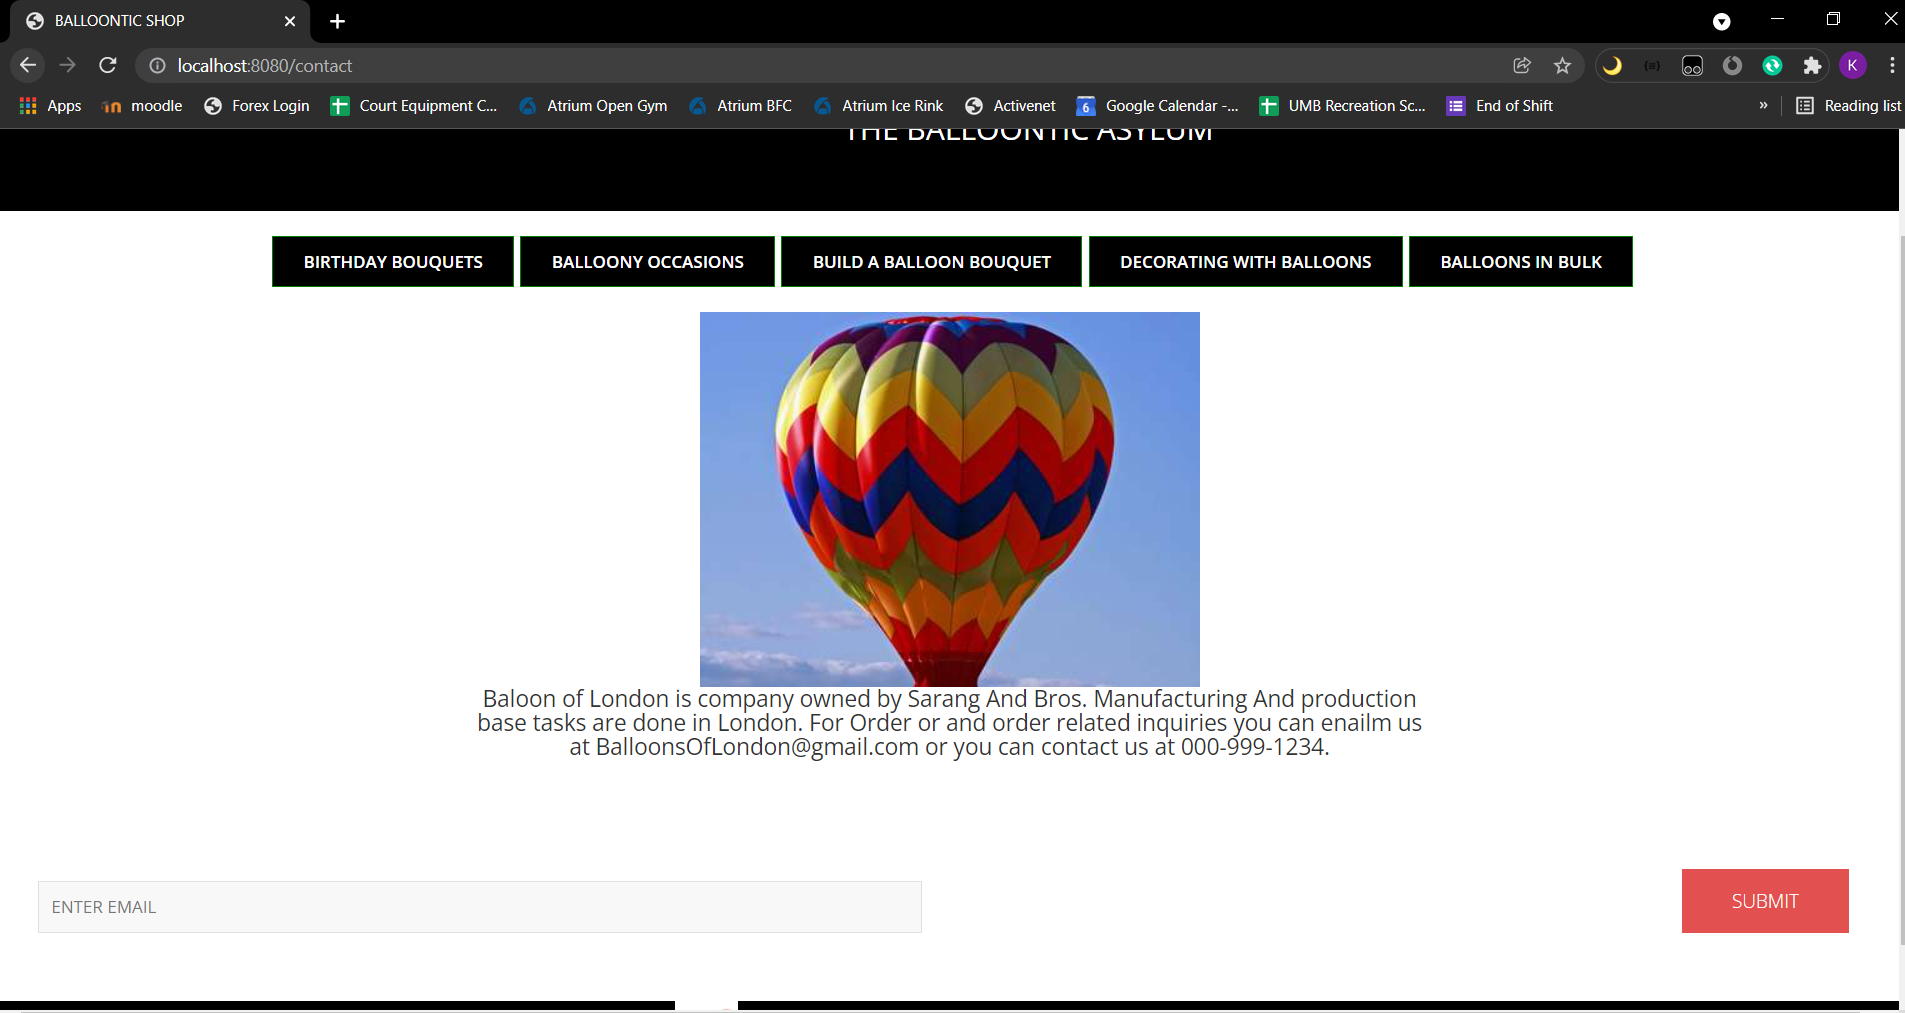 BALLOONTIC SHOP
localhost:8080/contact
K
Apps
moodle
Forex Login
Court Equipment C...
Atrium Open Gym
Atrium BFC
Atrium Ice Rink
Activenet
6
Google Calendar -...
UMB Recreation Sc...
End of Shift
»
Reading list
THE BALLOONTIC ASYLUM
BIRTHDAY BOUQUETS
BALLOONY OCCASIONS
BUILD A BALLOON BOUQUET
DECORATING WITH BALLOONS
BALLOONS IN BULK
Baloon of London is company owned by Sarang And Bros. Manufacturing And production
base tasks are done in London. For Order or and order related inquiries you can enailm us
at BalloonsOfLondon@gmail.com or you can contact us at 000-999-1234.
ENTER EMAIL
SUBMIT